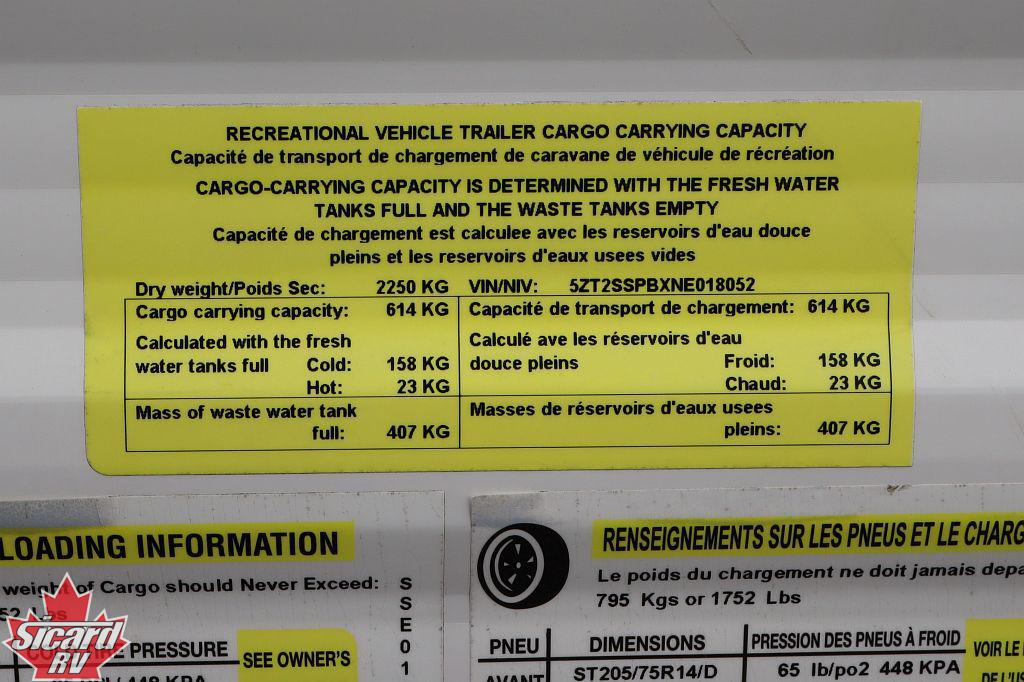 RECREATIONAL VEHICLE TRAILER CARGO CARRYING CAPACITY
Capacité de transport de chargement de caravane de véhicule de récréation
CARGO-CARRYING CAPACITY IS DETERMINED WITH THE FRESH WATER
TANKS FULL AND THE WASTE TANKS EMPTY
Capacité de chargement est calculee avec les reservoirs d'eau douce
pleins et les reservoirs d'eaux usees vides
Dry weight/Poids Sec: 2250 KG VIN/NIV: 5ZT2SSPBXNE018052
Cargo carrying capacity: 614 KG
Calculated with the fresh
water tanks full Cold: 158 KG
Hot: 23 KG
Mass of waste water tank
full: 407 KG
Capacité de transport de chargement: 614 KG
Calculé ave les réservoirs d'eau
douce pleins Froid: 158 KG
Chaud: 23 KG
Masses de réservoirs d'eaux usees
pleins: 407 KG
LOADING INFORMATION
weight of Cargo should Never Exceed:
PRESSURE
SEE OWNER'S
448 KPA
S
S
E
0
1
RENSEIGNEMENTS SUR LES PNEUS ET LE CHARG
Le poids du chargement ne doit jamais depa
795 Kgs or 1752 Lbs
PNEU DIMENSIONS PRESSION DES PNEUS À FROID VOIR LE
AVANT ST205/75R14/D 65 lb/po2 448 KPA
Sicard
RV